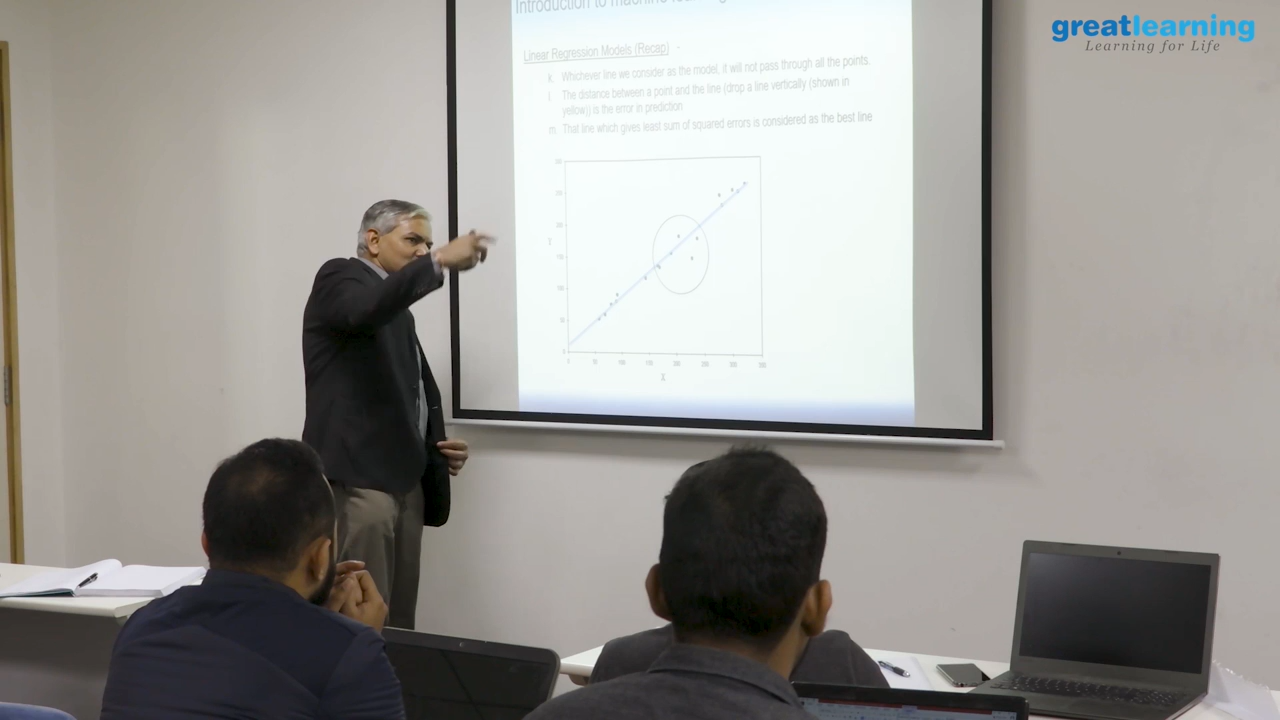 greatlearning
Learning for Life
Introduction to machine learning
Linear Regression Models (Recap) -
k. Whichever line we consider as the model, it will not pass through all the points.
l. The distance between a point and the line (drop a line vertically (shown in
yellow)) is the error in prediction
m. That line which gives least sum of squared errors is considered as the best line
Y
X